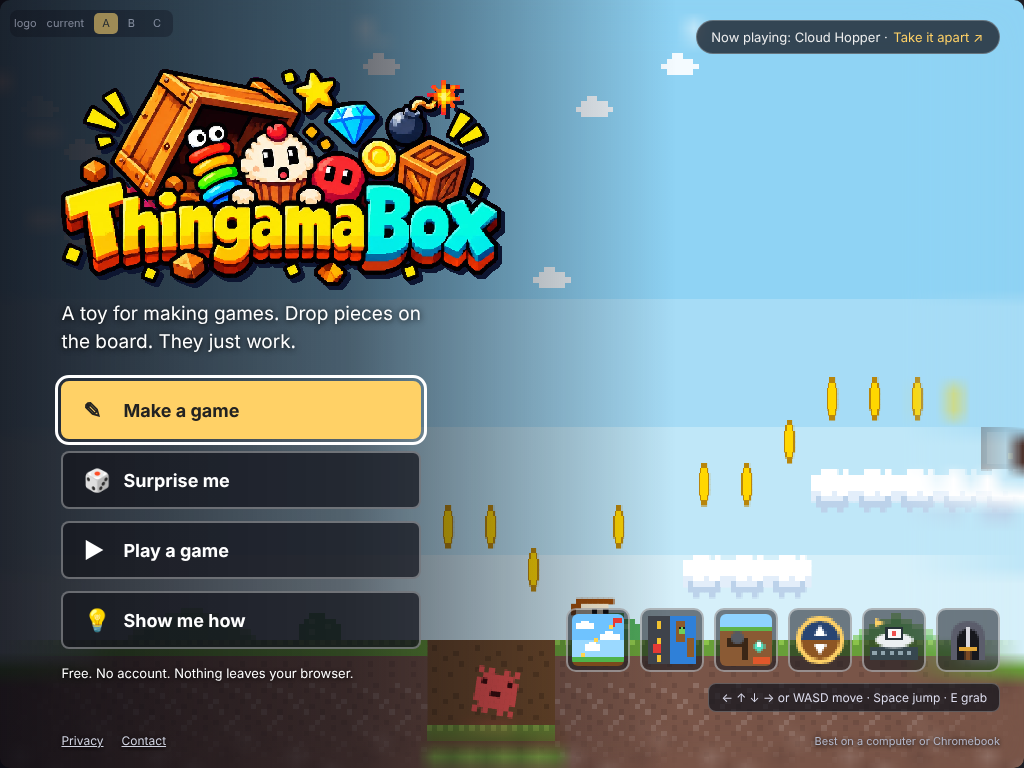 logo current A B C
Now playing: Cloud Hopper · Take it apart ↗
ThingamaBox
A toy for making games. Drop pieces on
the board. They just work.
Make a game
Surprise me
Play a game
Show me how
Free. No account. Nothing leaves your browser.
← ↑ ↓ → or WASD move · Space jump · E grab
Privacy Contact
Best on a computer or Chromebook